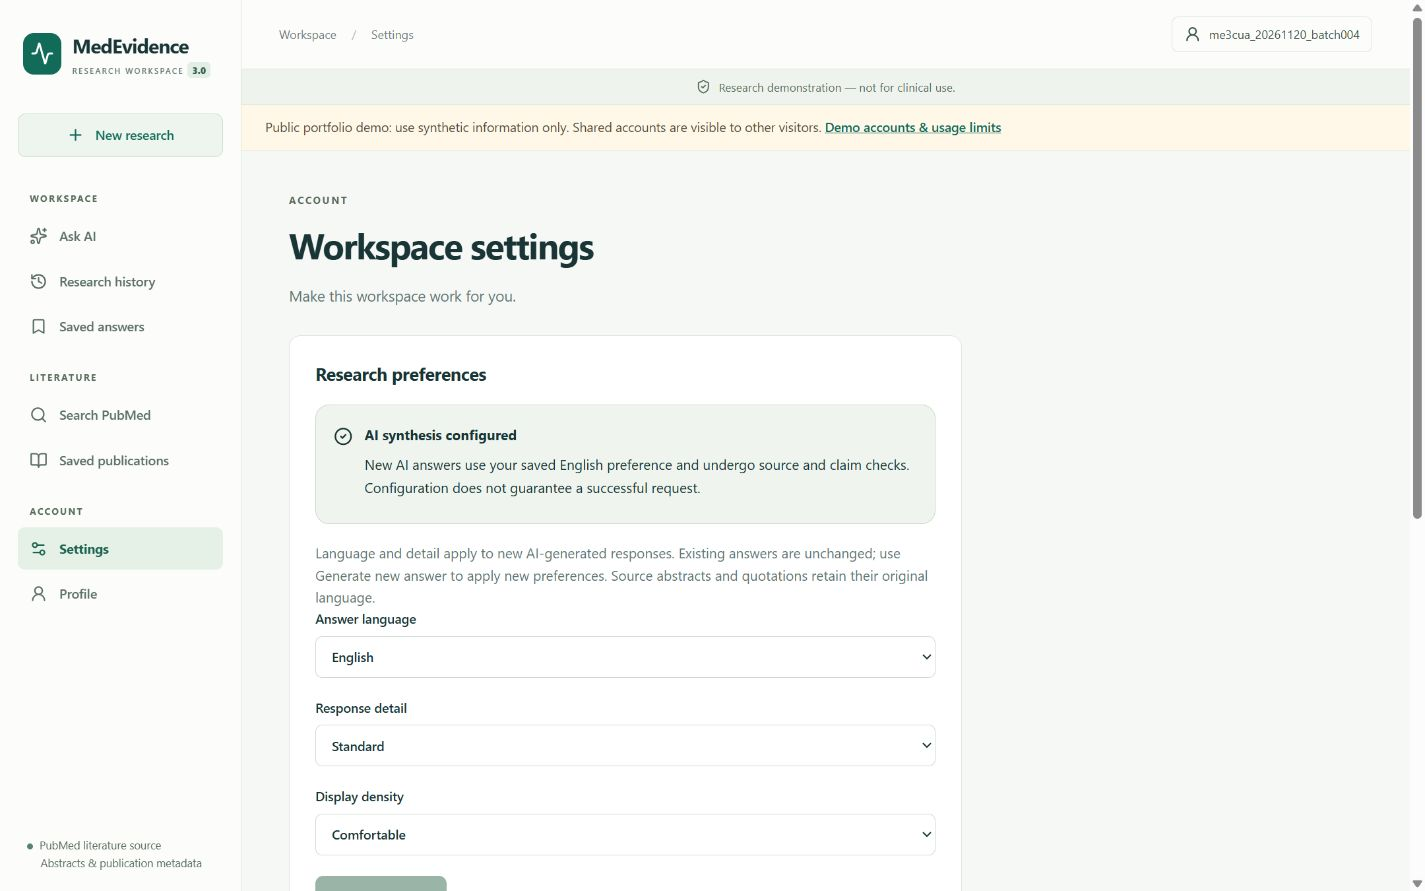 MedEvidence
RESEARCH WORKSPACE 3.0
New research
WORKSPACE
Ask AI
Research history
Saved answers
LITERATURE
Search PubMed
Saved publications
ACCOUNT
Settings
Profile
PubMed literature source
Abstracts & publication metadata
Workspace / Settings
me3cua_20261120_batch004
Research demonstration — not for clinical use.
Public portfolio demo: use synthetic information only. Shared accounts are visible to other visitors. Demo accounts & usage limits
ACCOUNT
Workspace settings
Make this workspace work for you.
Research preferences
AI synthesis configured
New AI answers use your saved English preference and undergo source and claim checks.
Configuration does not guarantee a successful request.
Language and detail apply to new AI-generated responses. Existing answers are unchanged; use
Generate new answer to apply new preferences. Source abstracts and quotations retain their original
language.
Answer language
English
Response detail
Standard
Display density
Comfortable